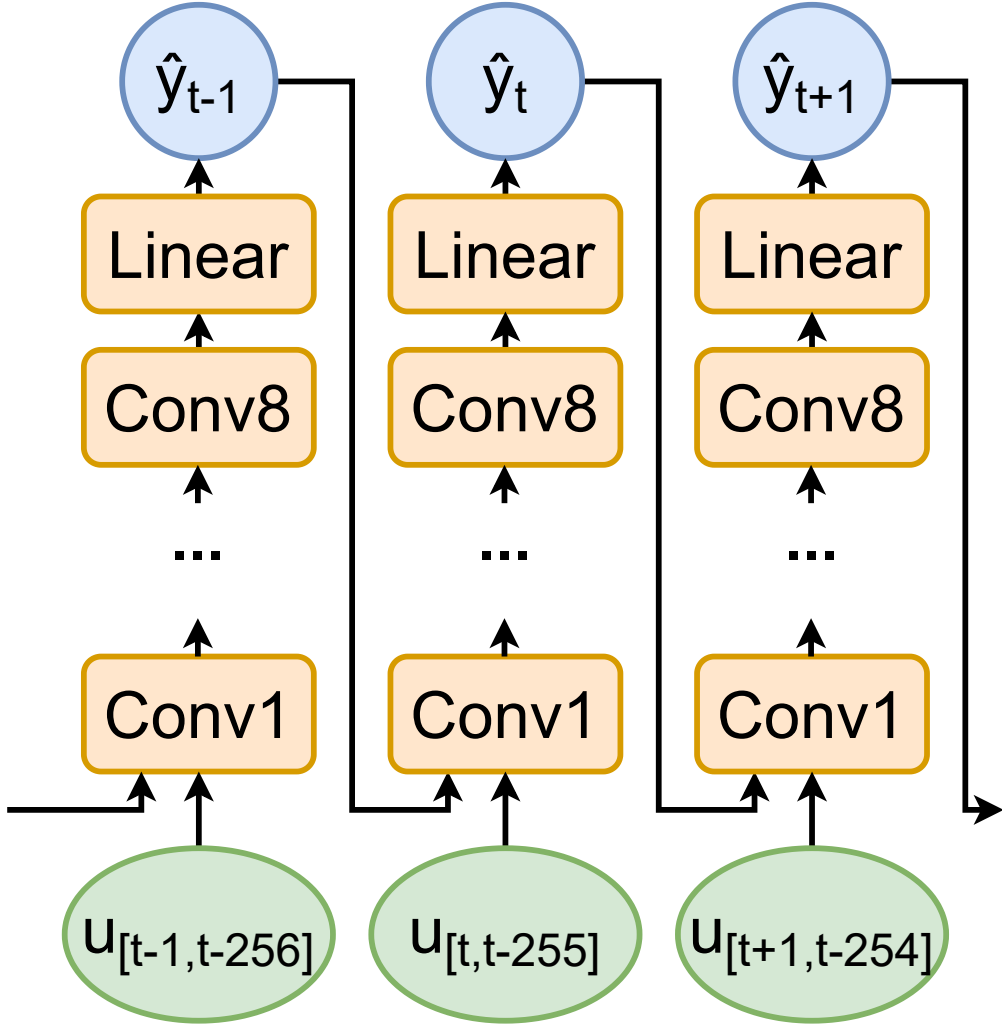 ŷt-1 ŷt ŷt+1
Linear Linear Linear
Conv8 Conv8 Conv8
... ... ...
Conv1 Conv1 Conv1
u[t-1,t-256] u[t,t-255] u[t+1,t-254]